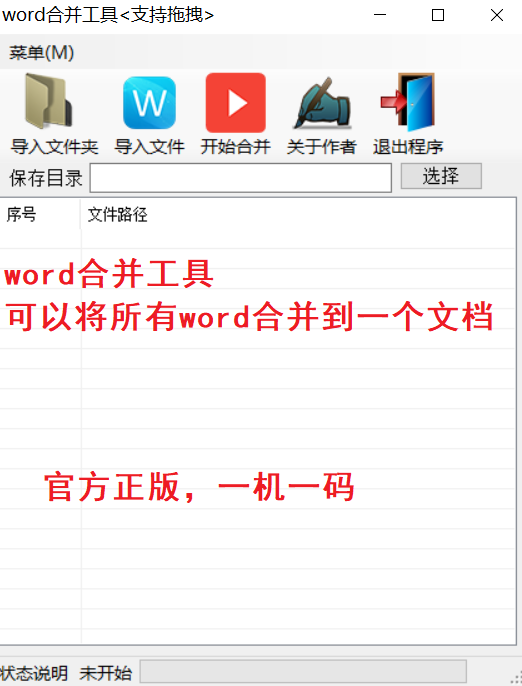 word合并工具<支持拖拽>
菜单(M)
W
导入文件夹 导入文件 开始合并 关于作者 退出程序
保存目录 选择
序号 文件路径
word合并工具
可以将所有word合并到一个文档
官方正版，一机一码
状态说明 未开始